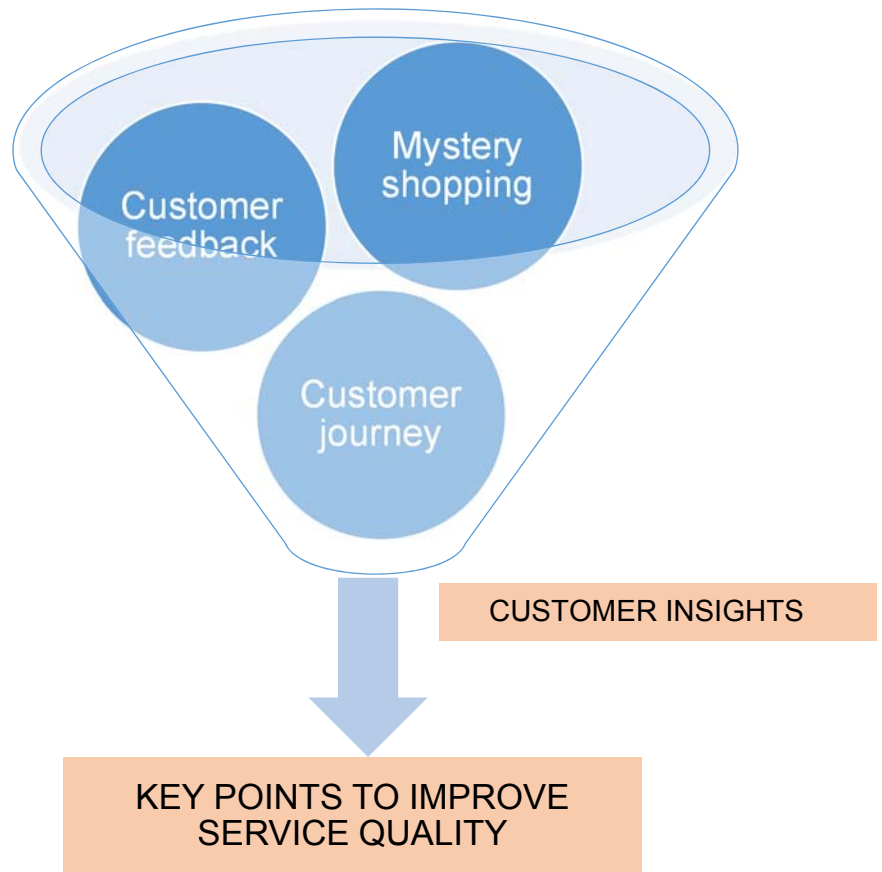 Mystery
shopping
Customer
feedback
Customer
journey
CUSTOMER INSIGHTS
KEY POINTS TO IMPROVE
SERVICE QUALITY